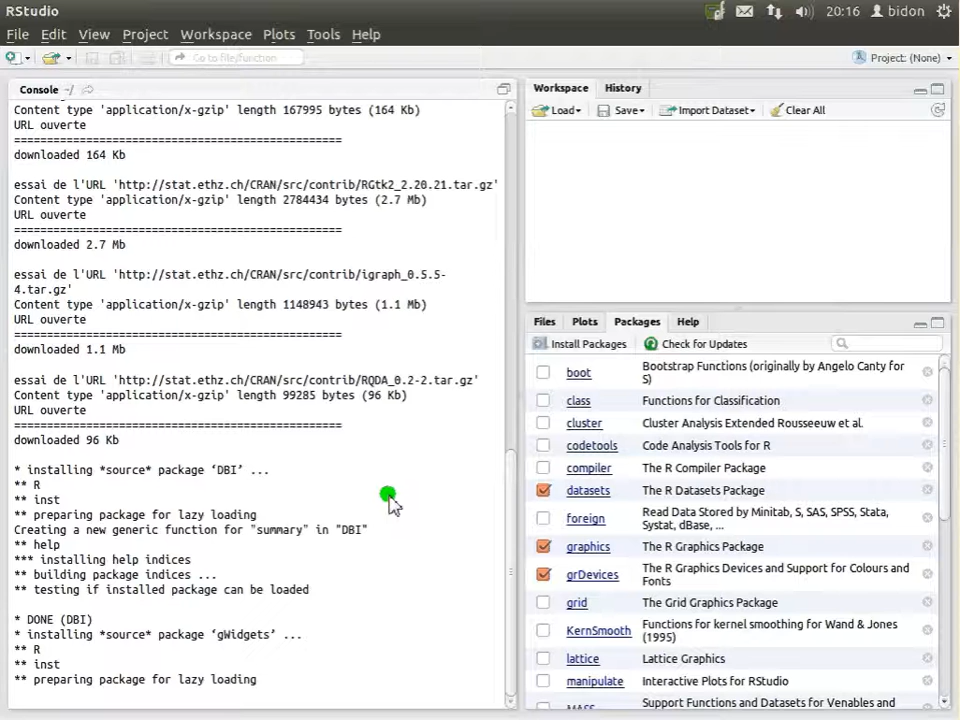 RStudio
20:16
bidon
File Edit View Project Workspace Plots Tools Help
Go to file/function
Project: (None)
Console ~/
Content type 'application/x-gzip' length 167995 bytes (164 Kb)
URL ouverte
==================================================
downloaded 164 Kb
essai de l'URL 'http://stat.ethz.ch/CRAN/src/contrib/RGtk2_2.20.21.tar.gz'
Content type 'application/x-gzip' length 2784434 bytes (2.7 Mb)
URL ouverte
==================================================
downloaded 2.7 Mb
essai de l'URL 'http://stat.ethz.ch/CRAN/src/contrib/igraph_0.5.5-
4.tar.gz'
Content type 'application/x-gzip' length 1148943 bytes (1.1 Mb)
URL ouverte
==================================================
downloaded 1.1 Mb
essai de l'URL 'http://stat.ethz.ch/CRAN/src/contrib/RQDA_0.2-2.tar.gz'
Content type 'application/x-gzip' length 99285 bytes (96 Kb)
URL ouverte
==================================================
downloaded 96 Kb
* installing *source* package ‘DBI’ ...
** R
** inst
** preparing package for lazy loading
Creating a new generic function for "summary" in "DBI"
** help
*** installing help indices
** building package indices ...
** testing if installed package can be loaded
* DONE (DBI)
* installing *source* package ‘gWidgets’ ...
** R
** inst
** preparing package for lazy loading
Workspace History
Load Save Import Dataset Clear All
Files Plots Packages Help
Install Packages Check for Updates
boot Bootstrap Functions (originally by Angelo Canty for
S)
class Functions for Classification
cluster Cluster Analysis Extended Rousseeuw et al.
codetools Code Analysis Tools for R
compiler The R Compiler Package
datasets The R Datasets Package
foreign Read Data Stored by Minitab, S, SAS, SPSS, Stata,
Systat, dBase, ...
graphics The R Graphics Package
grDevices The R Graphics Devices and Support for Colours and
Fonts
grid The Grid Graphics Package
KernSmooth Functions for kernel smoothing for Wand & Jones
(1995)
lattice Lattice Graphics
manipulate Interactive Plots for RStudio
MASS Support Functions and Datasets for Venables and